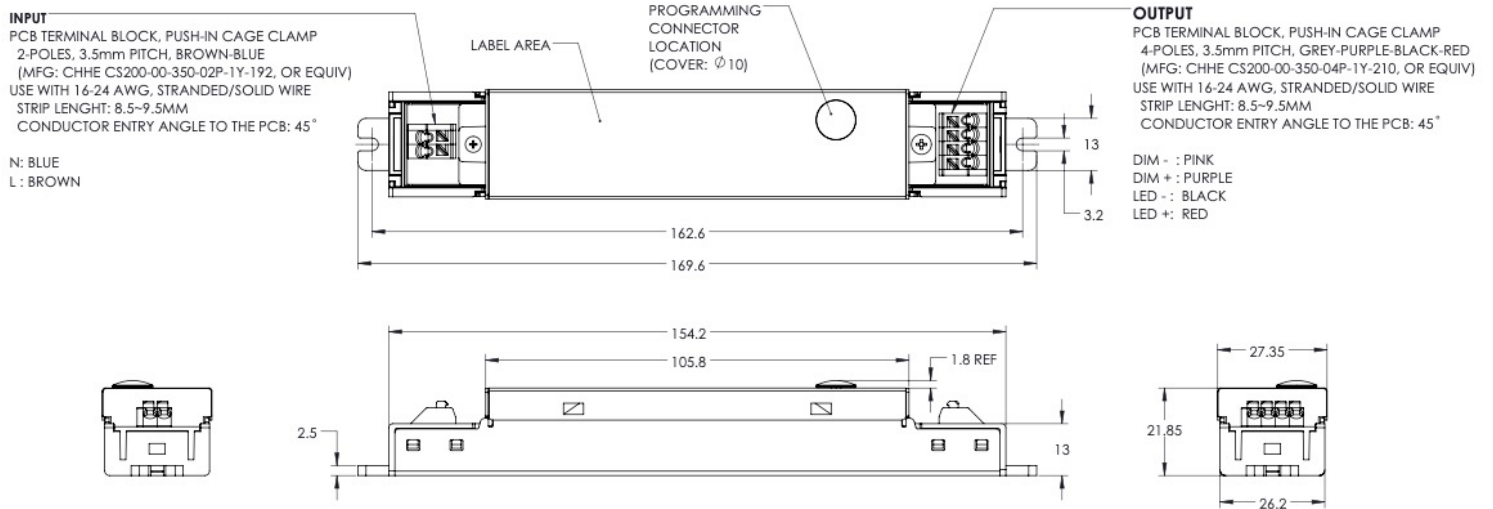 INPUT
PCB TERMINAL BLOCK, PUSH-IN CAGE CLAMP
2-POLES, 3.5mm PITCH, BROWN-BLUE
(MFG: CHHE CS200-00-350-02P-1Y-192, OR EQUIV)
USE WITH 16-24 AWG, STRANDED/SOLID WIRE
STRIP LENGHT: 8.5~9.5MM
CONDUCTOR ENTRY ANGLE TO THE PCB: 45°
N: BLUE
L : BROWN
LABEL AREA
PROGRAMMING
CONNECTOR
LOCATION
(COVER: Ø10)
OUTPUT
PCB TERMINAL BLOCK, PUSH-IN CAGE CLAMP
4-POLES, 3.5mm PITCH, GREY-PURPLE-BLACK-RED
(MFG: CHHE CS200-00-350-04P-1Y-210, OR EQUIV)
USE WITH 16-24 AWG, STRANDED/SOLID WIRE
STRIP LENGHT: 8.5~9.5MM
CONDUCTOR ENTRY ANGLE TO THE PCB: 45°
DIM - : PINK
DIM + : PURPLE
LED - : BLACK
LED +: RED
13
3.2
162.6
169.6
154.2
105.8
1.8 REF
2.5
13
27.35
21.85
26.2